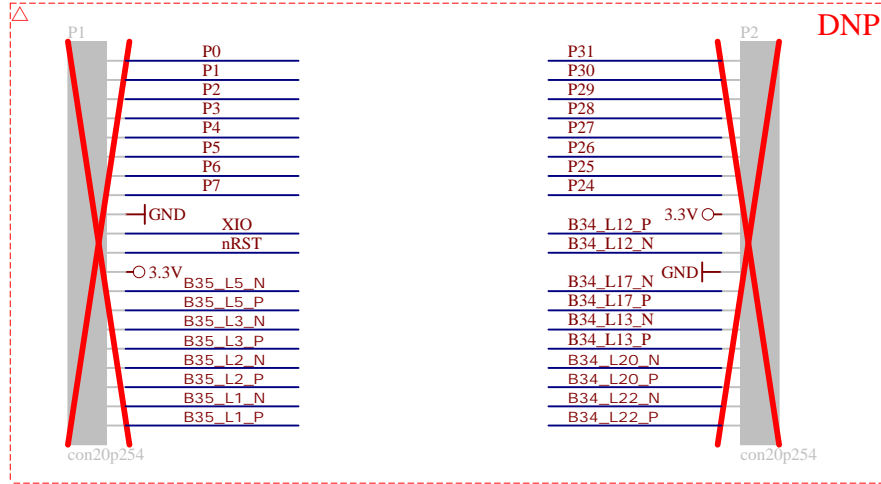 DNP
P1
P0
P1
P2
P3
P4
P5
P6
P7
GND
XIO
nRST
3.3V
B35_L5_N
B35_L5_P
B35_L3_N
B35_L3_P
B35_L2_N
B35_L2_P
B35_L1_N
B35_L1_P
con20p254
P2
P31
P30
P29
P28
P27
P26
P25
P24
3.3V
B34_L12_P
B34_L12_N
GND
B34_L17_N
B34_L17_P
B34_L13_N
B34_L13_P
B34_L20_N
B34_L20_P
B34_L22_N
B34_L22_P
con20p254